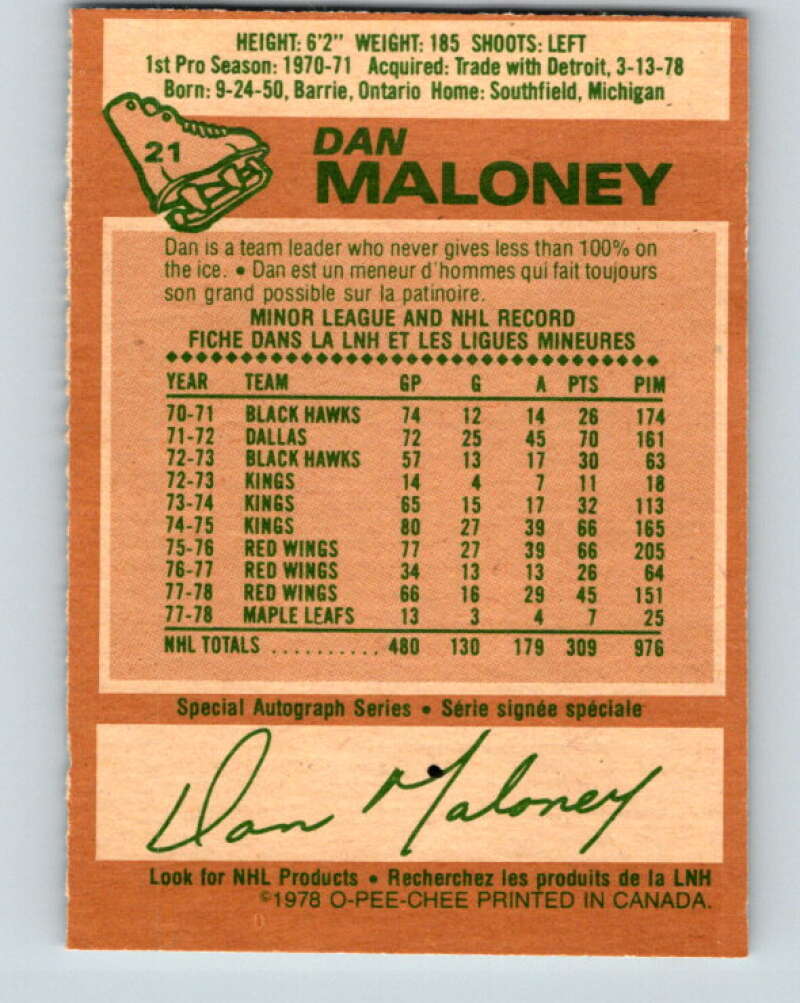 HEIGHT: 6'2" WEIGHT: 185 SHOOTS: LEFT
1st Pro Season: 1970-71 Acquired: Trade with Detroit, 3-13-78
Born: 9-24-50, Barrie, Ontario Home: Southfield, Michigan
21
DAN
MALONEY
Dan is a team leader who never gives less than 100% on
the ice. • Dan est un meneur d'hommes qui fait toujours
son grand possible sur la patinoire.
MINOR LEAGUE AND NHL RECORD
FICHE DANS LA LNH ET LES LIGUES MINEURES
YEAR TEAM GP G A PTS PIM
70-71 BLACK HAWKS 74 12 14 26 174
71-72 DALLAS 72 25 45 70 161
72-73 BLACK HAWKS 57 13 17 30 63
72-73 KINGS 14 4 7 11 18
73-74 KINGS 65 15 17 32 113
74-75 KINGS 80 27 39 66 165
75-76 RED WINGS 77 27 39 66 205
76-77 RED WINGS 34 13 13 26 64
77-78 RED WINGS 66 16 29 45 151
77-78 MAPLE LEAFS 13 3 4 7 25
NHL TOTALS .......... 480 130 179 309 976
Special Autograph Series • Série signée spéciale
Dan Maloney
Look for NHL Products • Recherchez les produits de la LNH
©1978 O-PEE-CHEE PRINTED IN CANADA.